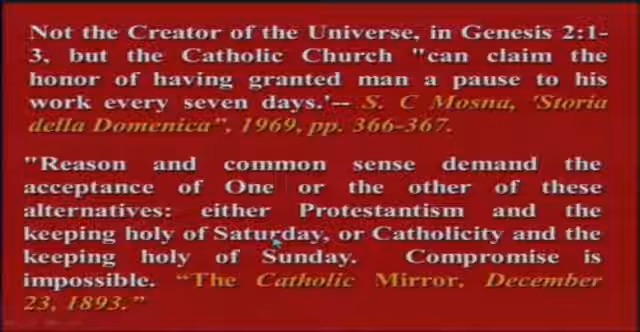 Not the Creator of the Universe, in Genesis 2:1-
3, but the Catholic Church "can claim the
honor of having granted man a pause to his
work every seven days.'-- S. C Mosna, 'Storia
della Domenica", 1969, pp. 366-367.
"Reason and common sense demand the
acceptance of One or the other of these
alternatives: either Protestantism and the
keeping holy of Saturday, or Catholicity and the
keeping holy of Sunday. Compromise is
impossible. “The Catholic Mirror, December
23, 1893.”